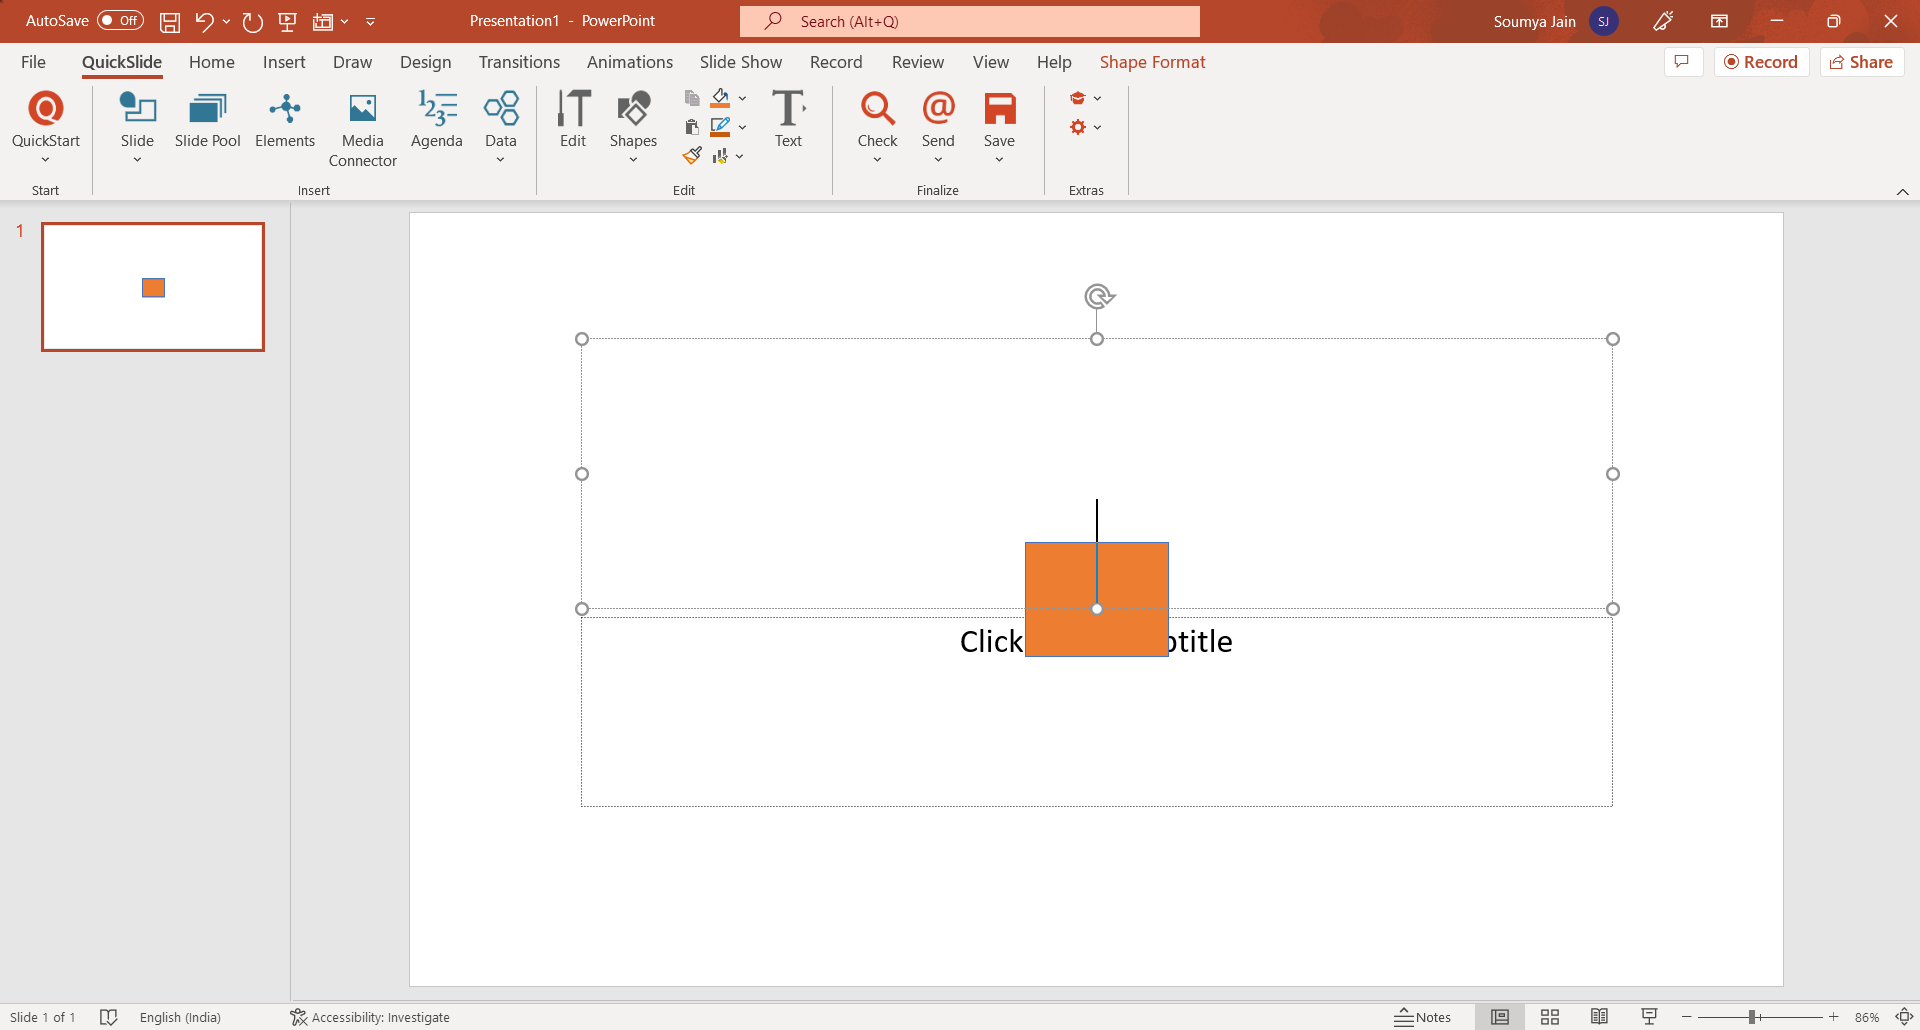 AutoSave Off
Presentation1 - PowerPoint
Search (Alt+Q)
Soumya Jain SJ
File QuickSlide Home Insert Draw Design Transitions Animations Slide Show Record Review View Help Shape Format
Record Share
QuickStart Slide Slide Pool Elements Media Connector Agenda Data Edit Shapes Text Check Send Save
Start Insert Edit Finalize Extras
1
Click
title
Slide 1 of 1 English (India) Accessibility: Investigate Notes 86%